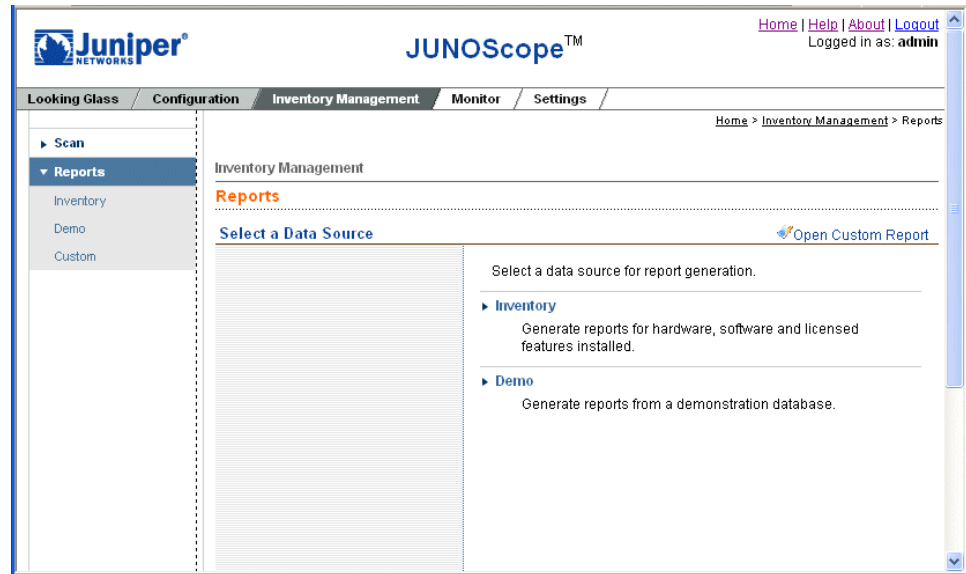 Juniper®
NETWORKS
JUNOScope™
Home | Help | About | Logout
Logged in as: admin
Looking Glass / Configuration / Inventory Management / Monitor / Settings /
Home > Inventory Management > Reports
Scan
Reports
Inventory
Demo
Custom
Inventory Management
Reports
Select a Data Source
Open Custom Report
Select a data source for report generation.
Inventory
Generate reports for hardware, software and licensed
features installed.
Demo
Generate reports from a demonstration database.